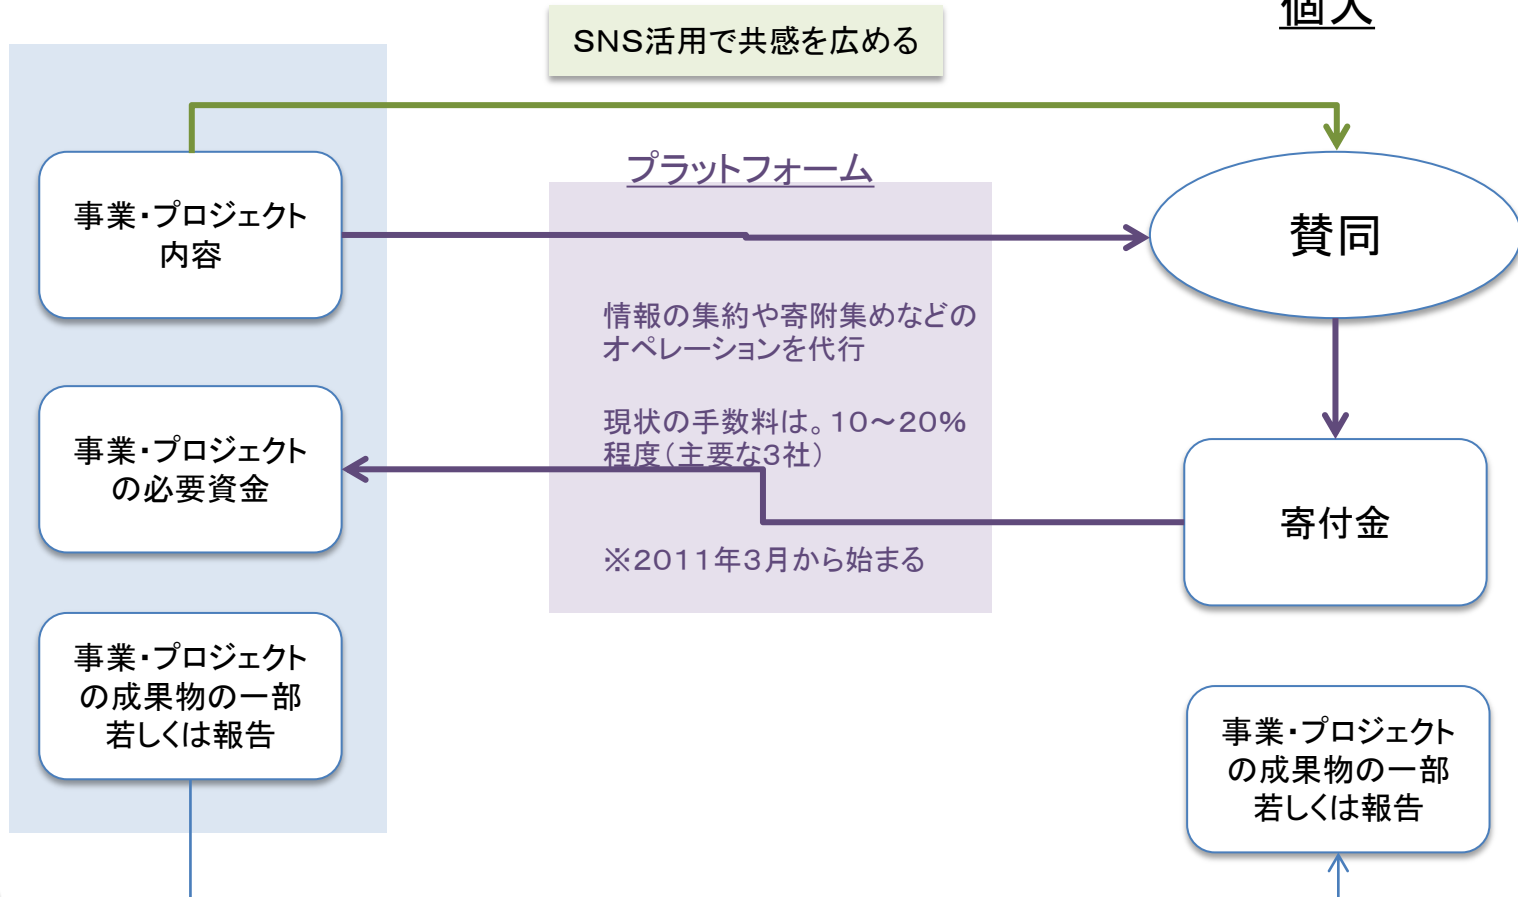 個人
SNS活用で共感を広める
プラットフォーム
事業・プロジェクト
内容
賛同
情報の集約や寄附集めなどの
オペレーションを代行
現状の手数料は。10～20%
程度（主要な3社）
事業・プロジェクト
の必要資金
寄付金
※2011年3月から始まる
事業・プロジェクト
の成果物の一部
若しくは報告
事業・プロジェクト
の成果物の一部
若しくは報告